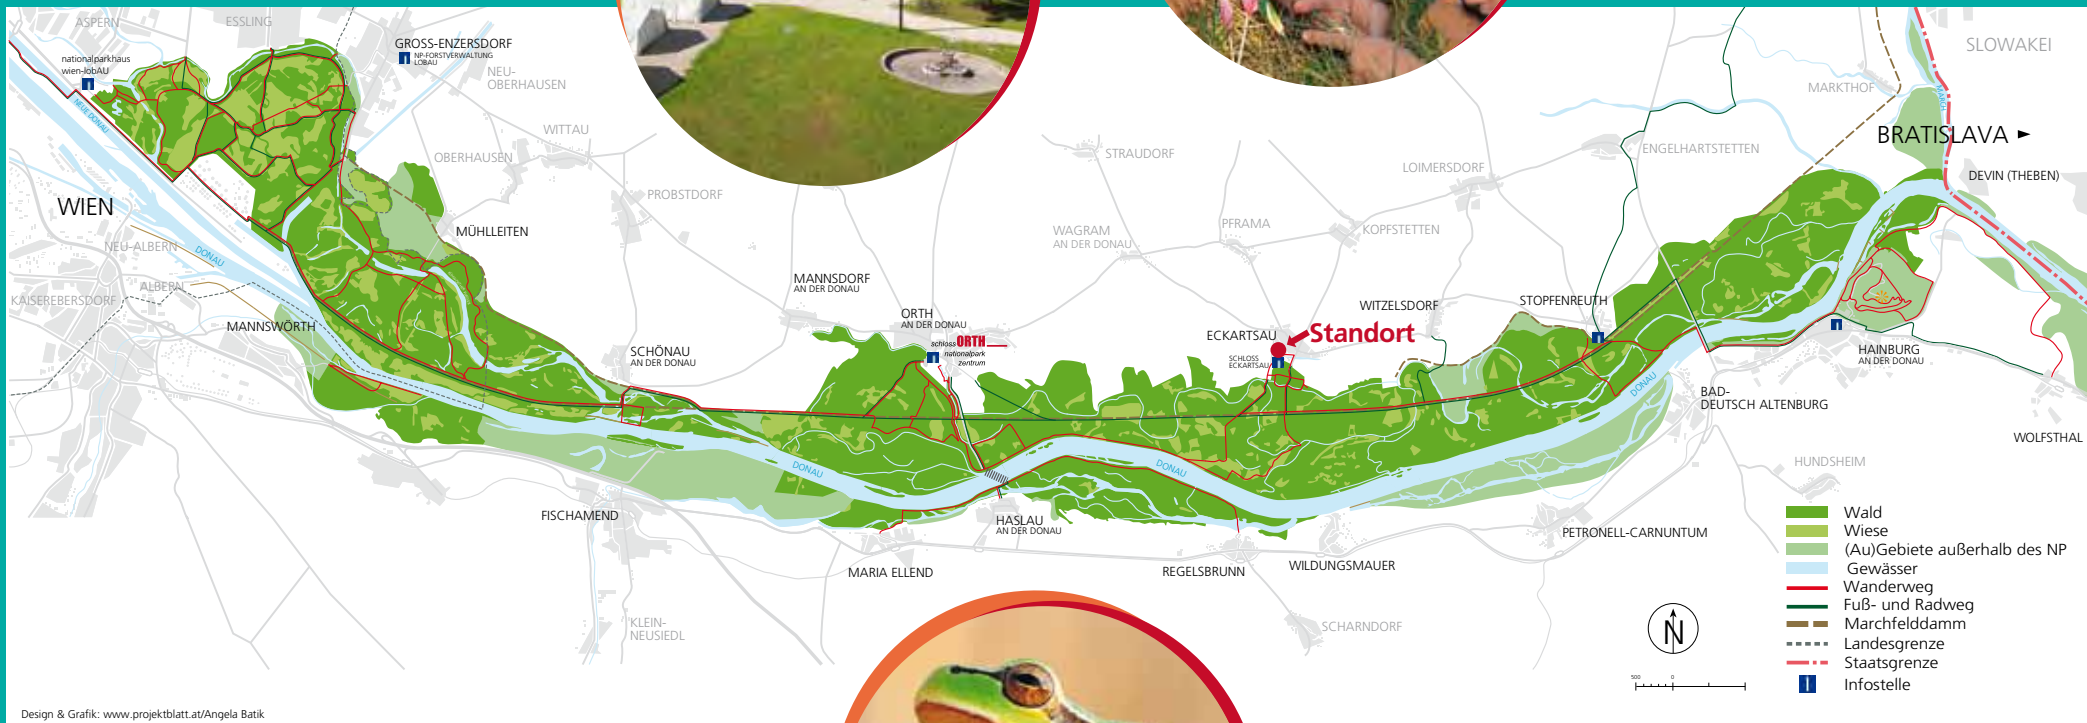 ASPERN
ESSLING
nationalparkhaus
wien-lobAU
GROSS-ENZERSDORF
NP-FORSTVERWALTUNG
LOBAU
NEU-
OBERHAUSEN
WITTAU
OBERHAUSEN
PROBSTDORF
NEUE DONAU
WIEN
NEU-ALBERN
DONAU
ALBERN
KAISEREBERSDORF
MANNSWÖRTH
MÜHLLEITEN
SCHÖNAU
AN DER DONAU
MANNSDORF
AN DER DONAU
ORTH
AN DER DONAU
schloss ORTH
nationalpark
zentrum
STRAUDORF
WAGRAM
AN DER DONAU
PFRAMA
KOPFSTETTEN
LOIMERSDORF
ENGELHARTSTETTEN
MARKTHOF
SLOWAKEI
MARCH
BRATISLAVA ►
DEVIN (THEBEN)
ECKARTSAU
SCHLOSS
ECKARTSAU
Standort
WITZELSDORF
STOPFENREUTH
HAINBURG
AN DER DONAU
DONAU
BAD-
DEUTSCH ALTENBURG
WOLFSTHAL
HUNDSHEIM
DONAU
DONAU
FISCHAMEND
HASLAU
AN DER DONAU
MARIA ELLEND
REGELSBRUNN
WILDUNGSMAUER
PETRONELL-CARNUNTUM
KLEIN-
NEUSIEDL
SCHARNDORF
Wald
Wiese
(Au)Gebiete außerhalb des NP
Gewässer
Wanderweg
Fuß- und Radweg
Marchfelddamm
Landesgrenze
Staatsgrenze
Infostelle
N
500 0
Design & Grafik: www.projektblatt.at/Angela Batik